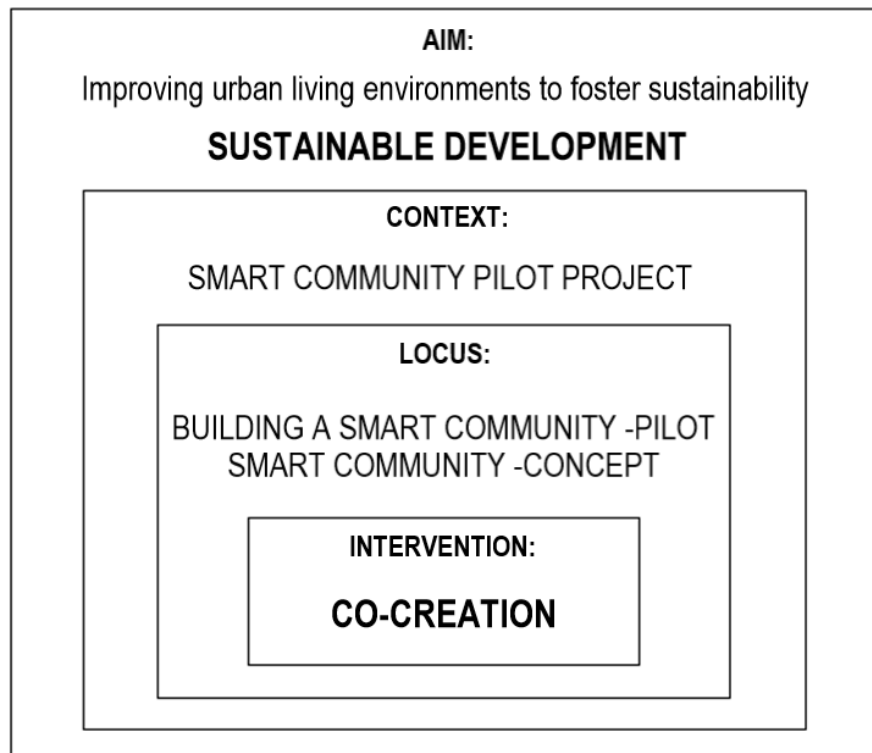 AIM:
Improving urban living environments to foster sustainability
SUSTAINABLE DEVELOPMENT
CONTEXT:
SMART COMMUNITY PILOT PROJECT
LOCUS:
BUILDING A SMART COMMUNITY -PILOT
SMART COMMUNITY -CONCEPT
INTERVENTION:
CO-CREATION